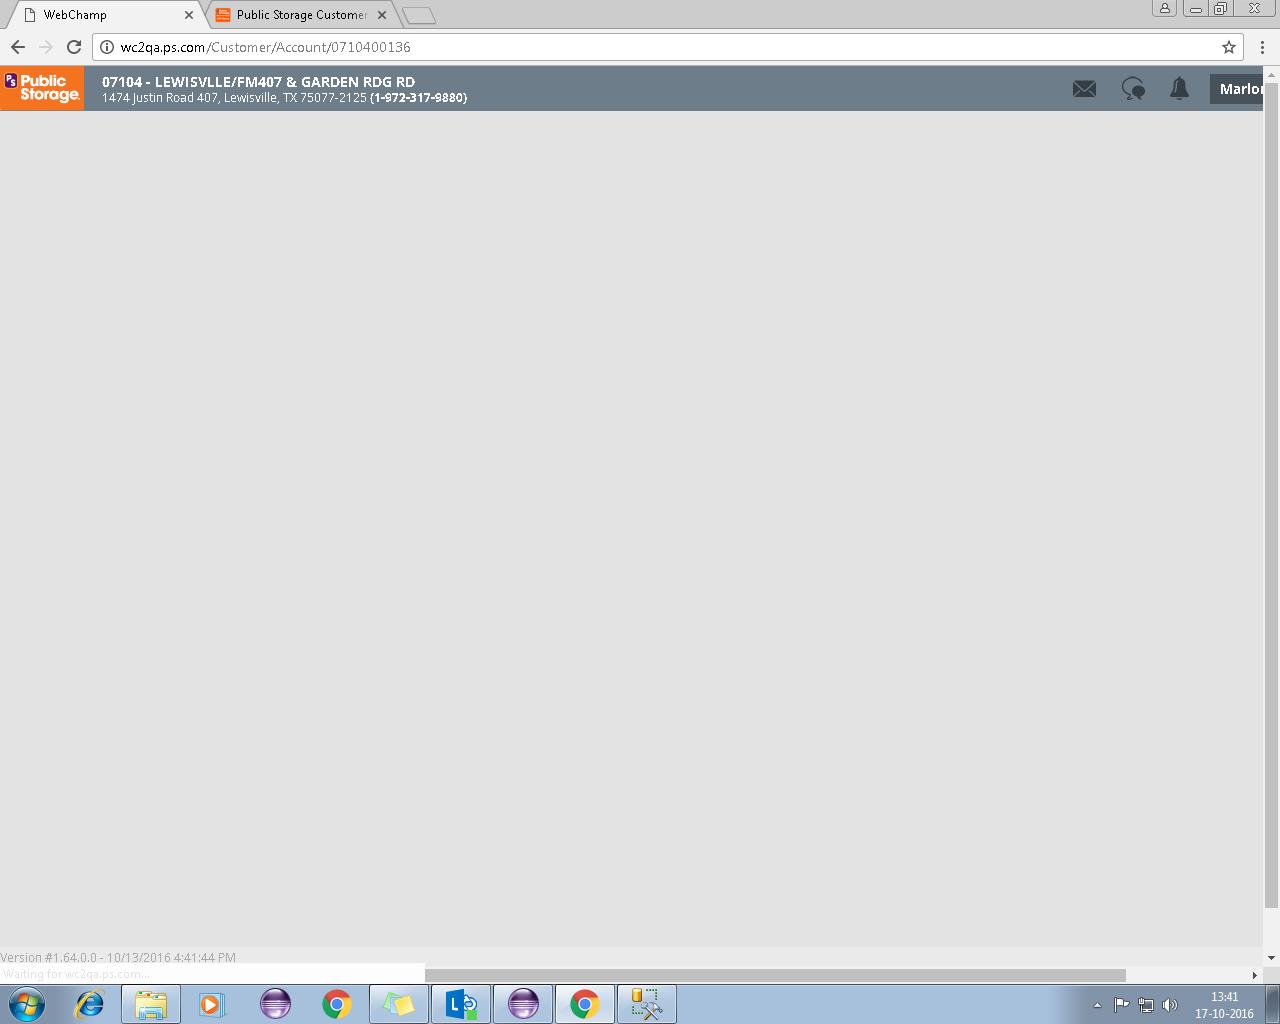 WebChamp
Public Storage Customer
wc2qa.ps.com/Customer/Account/0710400136
PS Public Storage.
07104 - LEWISVLLE/FM407 & GARDEN RDG RD
1474 Justin Road 407, Lewisville, TX 75077-2125 (1-972-317-9880)
Marlo
Version #1.64.0.0 - 10/13/2016 4:41:44 PM
Waiting for wc2qa.ps.com...
13:41
17-10-2016